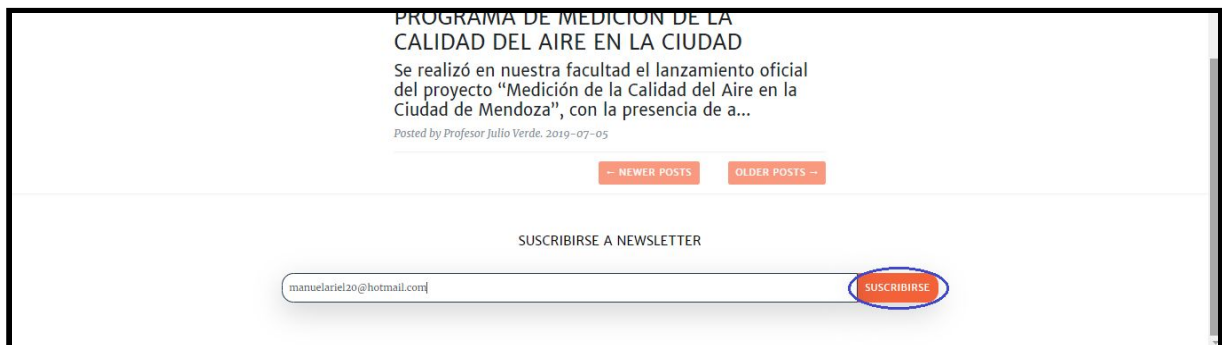 PROGRAMA DE MEDICIÓN DE LA
CALIDAD DEL AIRE EN LA CIUDAD
Se realizó en nuestra facultad el lanzamiento oficial
del proyecto “Medición de la Calidad del Aire en la
Ciudad de Mendoza”, con la presencia de a...
Posted by Profesor Julio Verde. 2019-07-05
← NEWER POSTS OLDER POSTS →
SUSCRIBIRSE A NEWSLETTER
manuelariel20@hotmail.com SUSCRIBIRSE